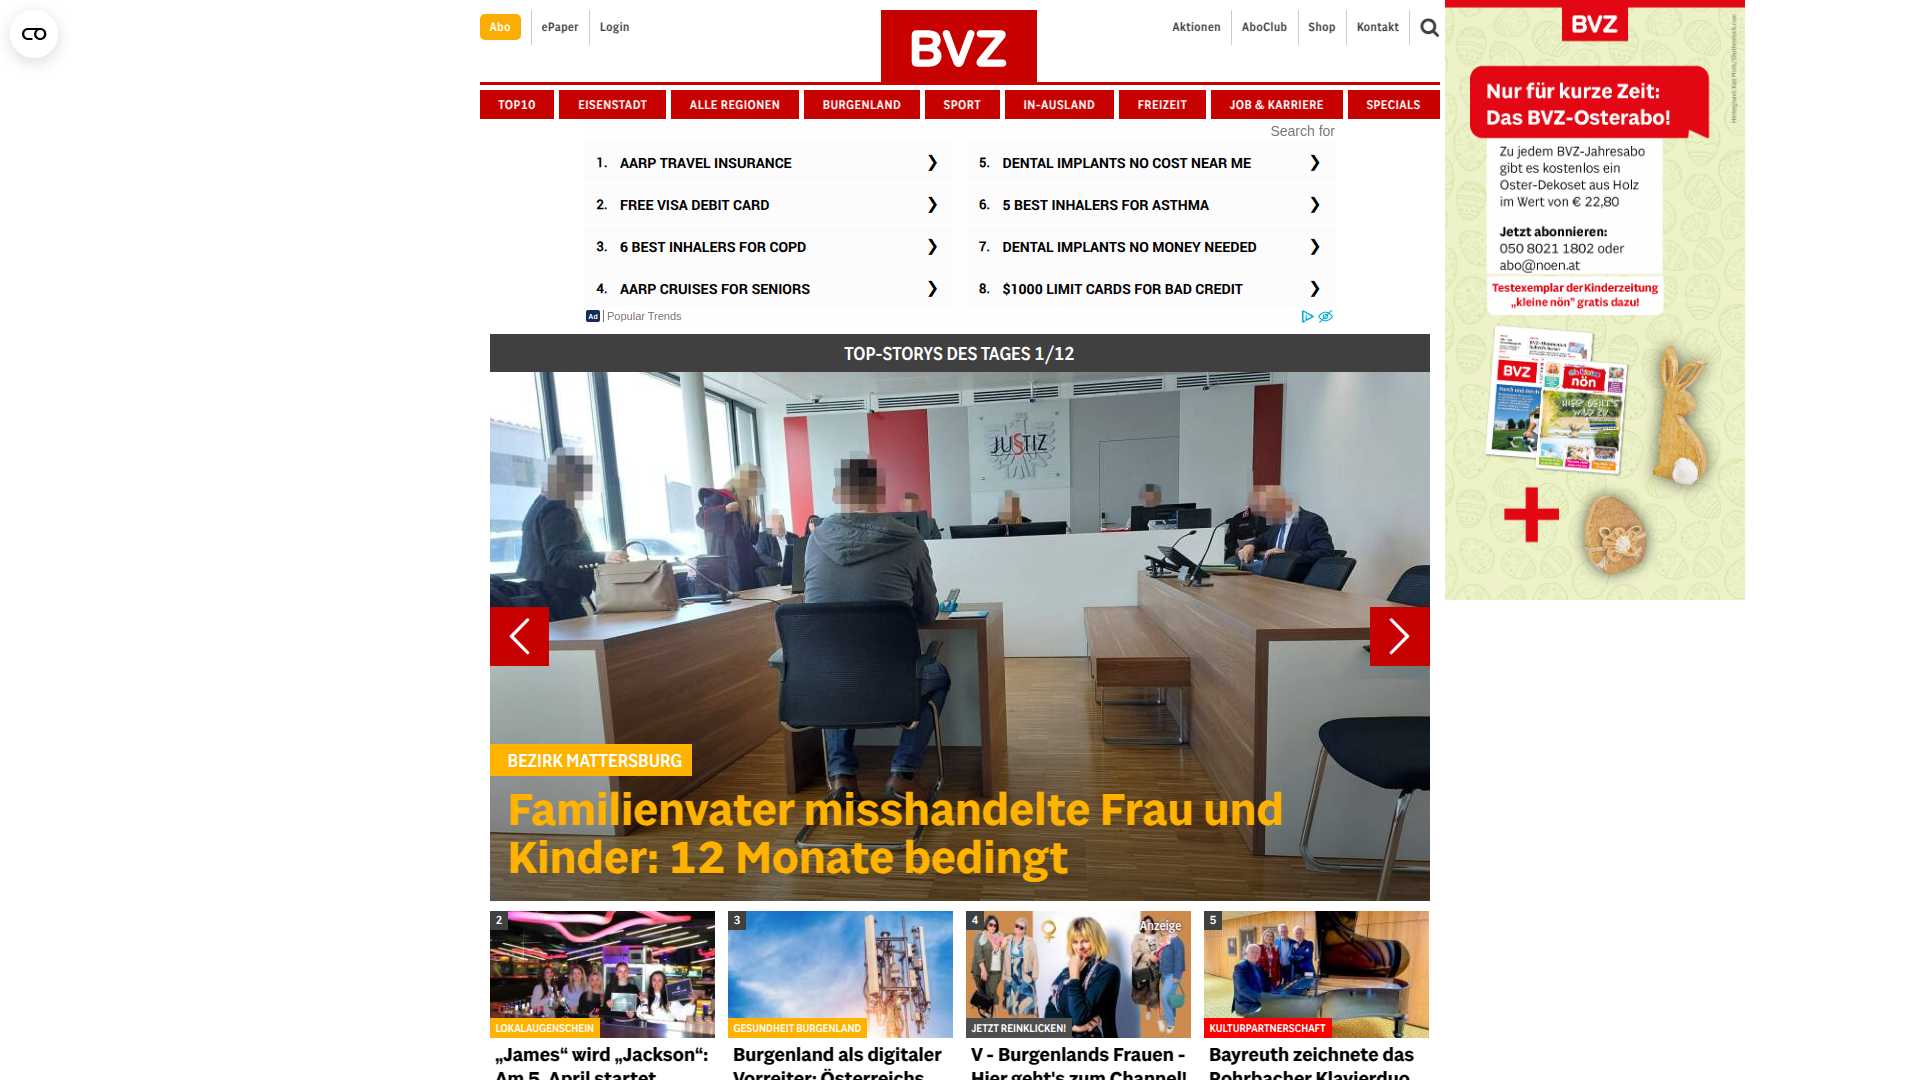 Abo
ePaper
Login
BVZ
Aktionen
AboClub
Shop
Kontakt
TOP10
EISENSTADT
ALLE REGIONEN
BURGENLAND
SPORT
IN-AUSLAND
FREIZEIT
JOB & KARRIERE
SPECIALS
Search for
1. AARP TRAVEL INSURANCE ❯
2. FREE VISA DEBIT CARD ❯
3. 6 BEST INHALERS FOR COPD ❯
4. AARP CRUISES FOR SENIORS ❯
5. DENTAL IMPLANTS NO COST NEAR ME ❯
6. 5 BEST INHALERS FOR ASTHMA ❯
7. DENTAL IMPLANTS NO MONEY NEEDED ❯
8. $1000 LIMIT CARDS FOR BAD CREDIT ❯
Ad | Popular Trends
TOP-STORYS DES TAGES 1/12
JUSTIZ
BEZIRK MATTERSBURG
Familienvater misshandelte Frau und
Kinder: 12 Monate bedingt
2
LOKALAUGENSCHEIN
„James“ wird „Jackson“:
Am 5. April startet
3
GESUNDHEIT BURGENLAND
Burgenland als digitaler
Vorreiter: Österreichs
4
Anzeige
JETZT REINKLICKEN!
V - Burgenlands Frauen -
Hier geht's zum Channel!
5
KULTURPARTNERSCHAFT
Bayreuth zeichnete das
Rohrbacher Klavierduo
BVZ
Nur für kurze Zeit:
Das BVZ-Osterabo!
Zu jedem BVZ-Jahresabo
gibt es kostenlos ein
Oster-Dekoset aus Holz
im Wert von € 22,80
Jetzt abonnieren:
050 8021 1802 oder
abo@noen.at
Testexemplar der Kinderzeitung
„kleine nön” gratis dazu!
BVZ
nön